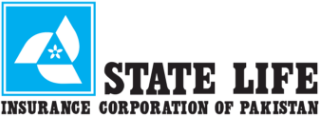 STATE LIFE
INSURANCE CORPORATION OF PAKISTAN